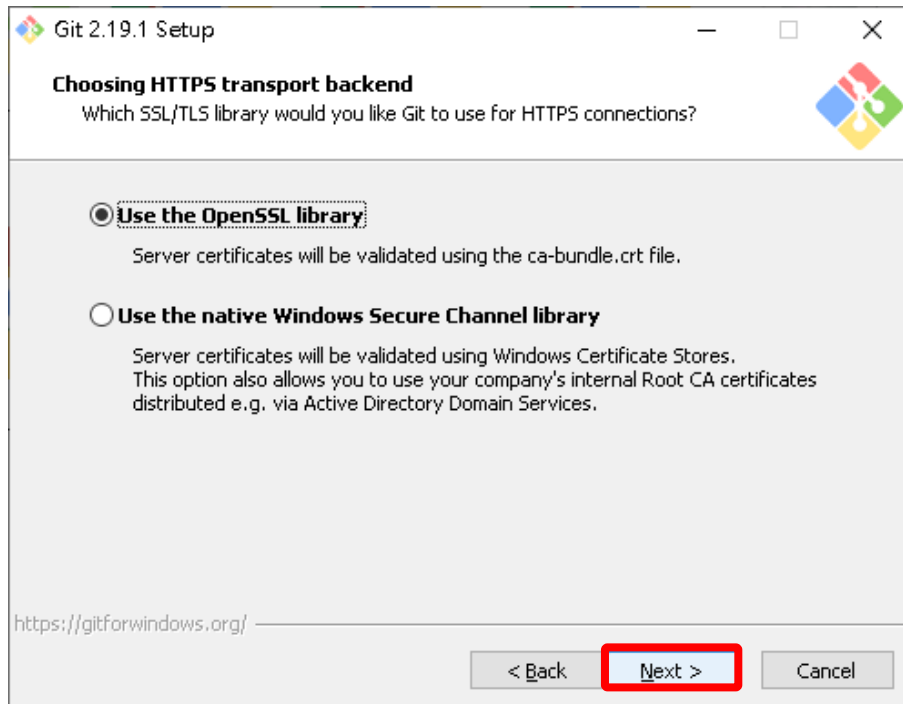 Git 2.19.1 Setup
Choosing HTTPS transport backend
Which SSL/TLS library would you like Git to use for HTTPS connections?
Use the OpenSSL library
Server certificates will be validated using the ca-bundle.crt file.
Use the native Windows Secure Channel library
Server certificates will be validated using Windows Certificate Stores.
This option also allows you to use your company's internal Root CA certificates
distributed e.g. via Active Directory Domain Services.
https://gitforwindows.org/
< Back Next > Cancel